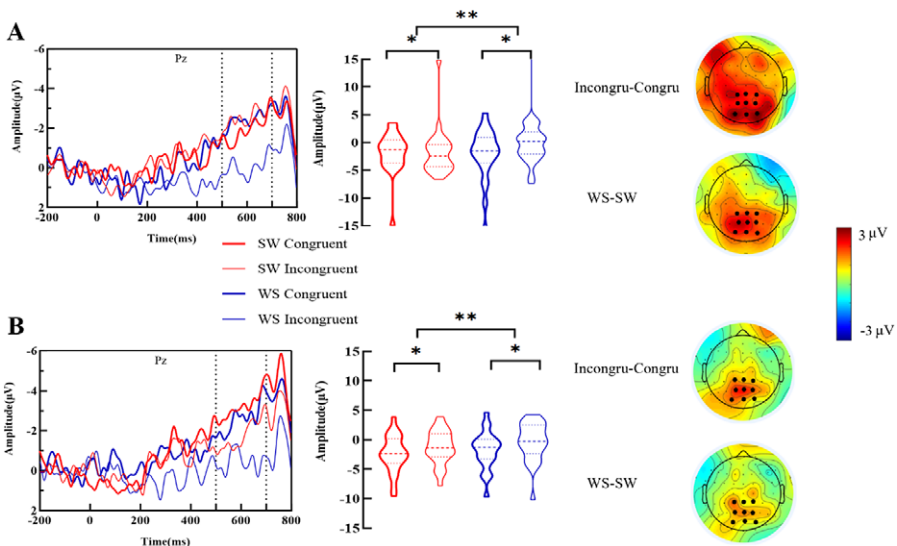 A
Amplitude(μV)
-6
-4
-2
0
2
Pz
-200 0 200 400 600 800
Time(ms)
Amplitude(μV)
15
10
5
0
-5
-10
-15
*
**
*
Incongru-Congru
WS-SW
SW Congruent
SW Incongruent
WS Congruent
WS Incongruent
3 μV
-3 μV
B
Amplitude(μV)
-6
-4
-2
0
2
Pz
-200 0 200 400 600 800
Time(ms)
Amplitude(μV)
15
10
5
0
-5
-10
-15
*
**
*
Incongru-Congru
WS-SW